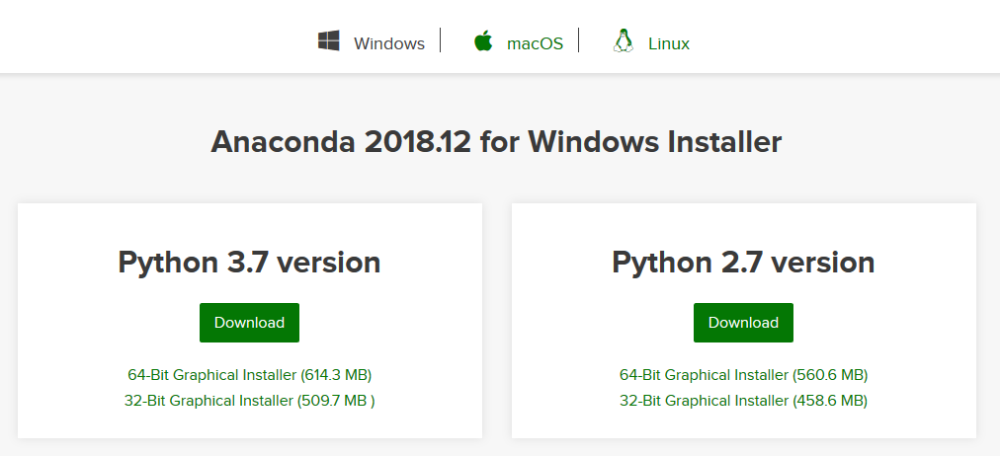 Windows macOS Linux
Anaconda 2018.12 for Windows Installer
Python 3.7 version
Download
64-Bit Graphical Installer (614.3 MB)
32-Bit Graphical Installer (509.7 MB )
Python 2.7 version
Download
64-Bit Graphical Installer (560.6 MB)
32-Bit Graphical Installer (458.6 MB)